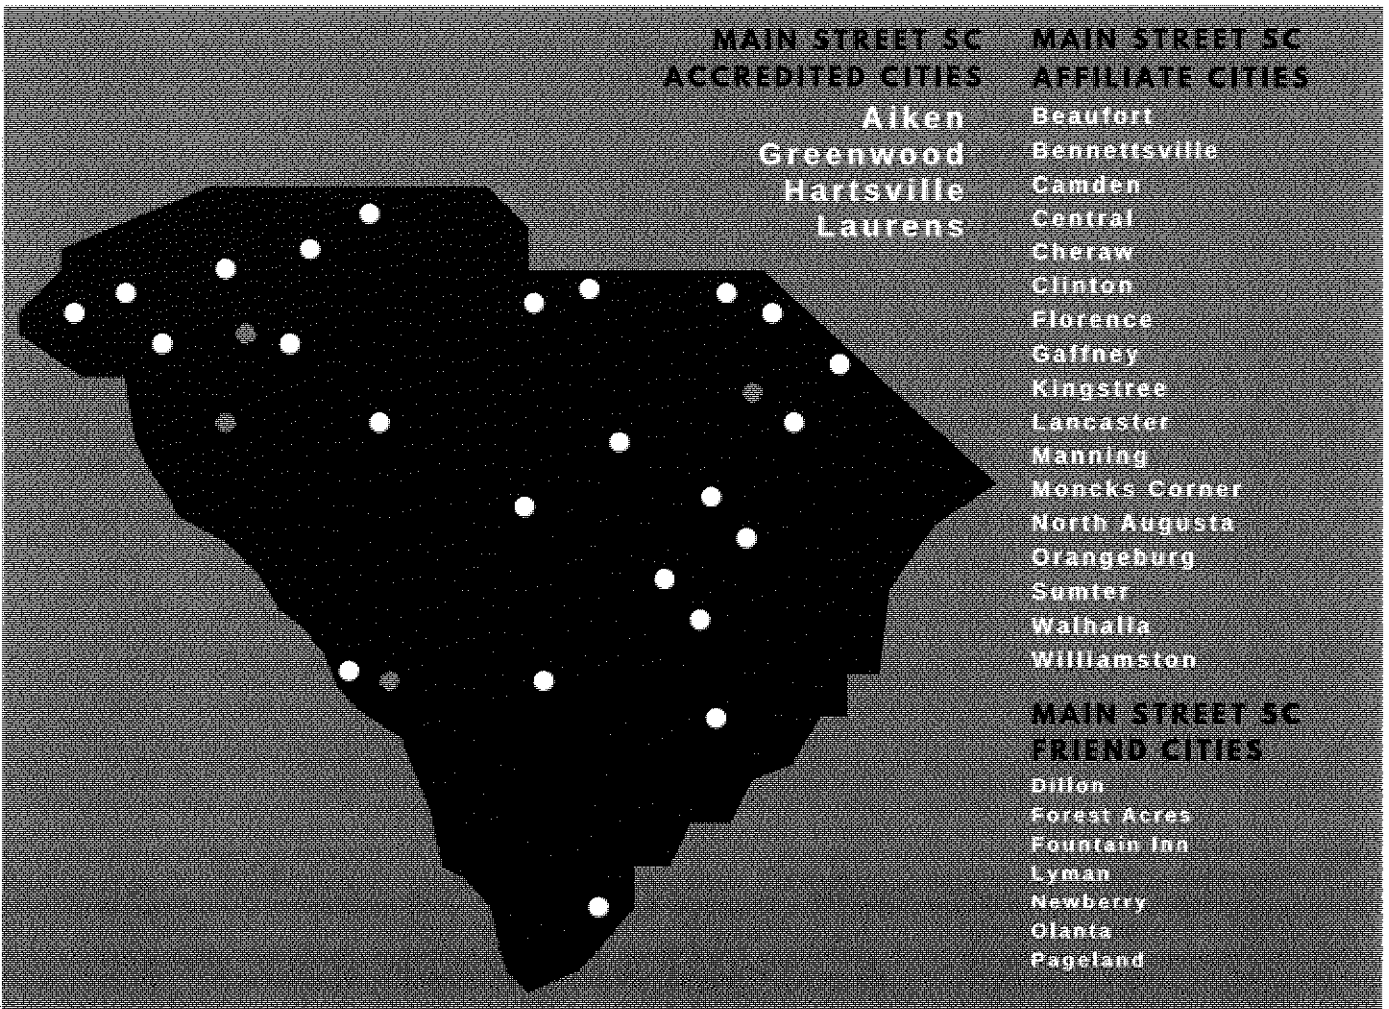 MAIN STREET SC
ACCREDITED CITIES
Aiken
Greenwood
Hartsville
Laurens
MAIN STREET SC
AFFILIATE CITIES
Beaufort
Bennettsville
Camden
Central
Cheraw
Clinton
Florence
Gaffney
Kingstree
Lancaster
Manning
Moncks Corner
North Augusta
Orangeburg
Sumter
Walhalla
Williamston
MAIN STREET SC
FRIEND CITIES
Dillon
Forest Acres
Fountain Inn
Lyman
Newberry
Olanta
Pageland